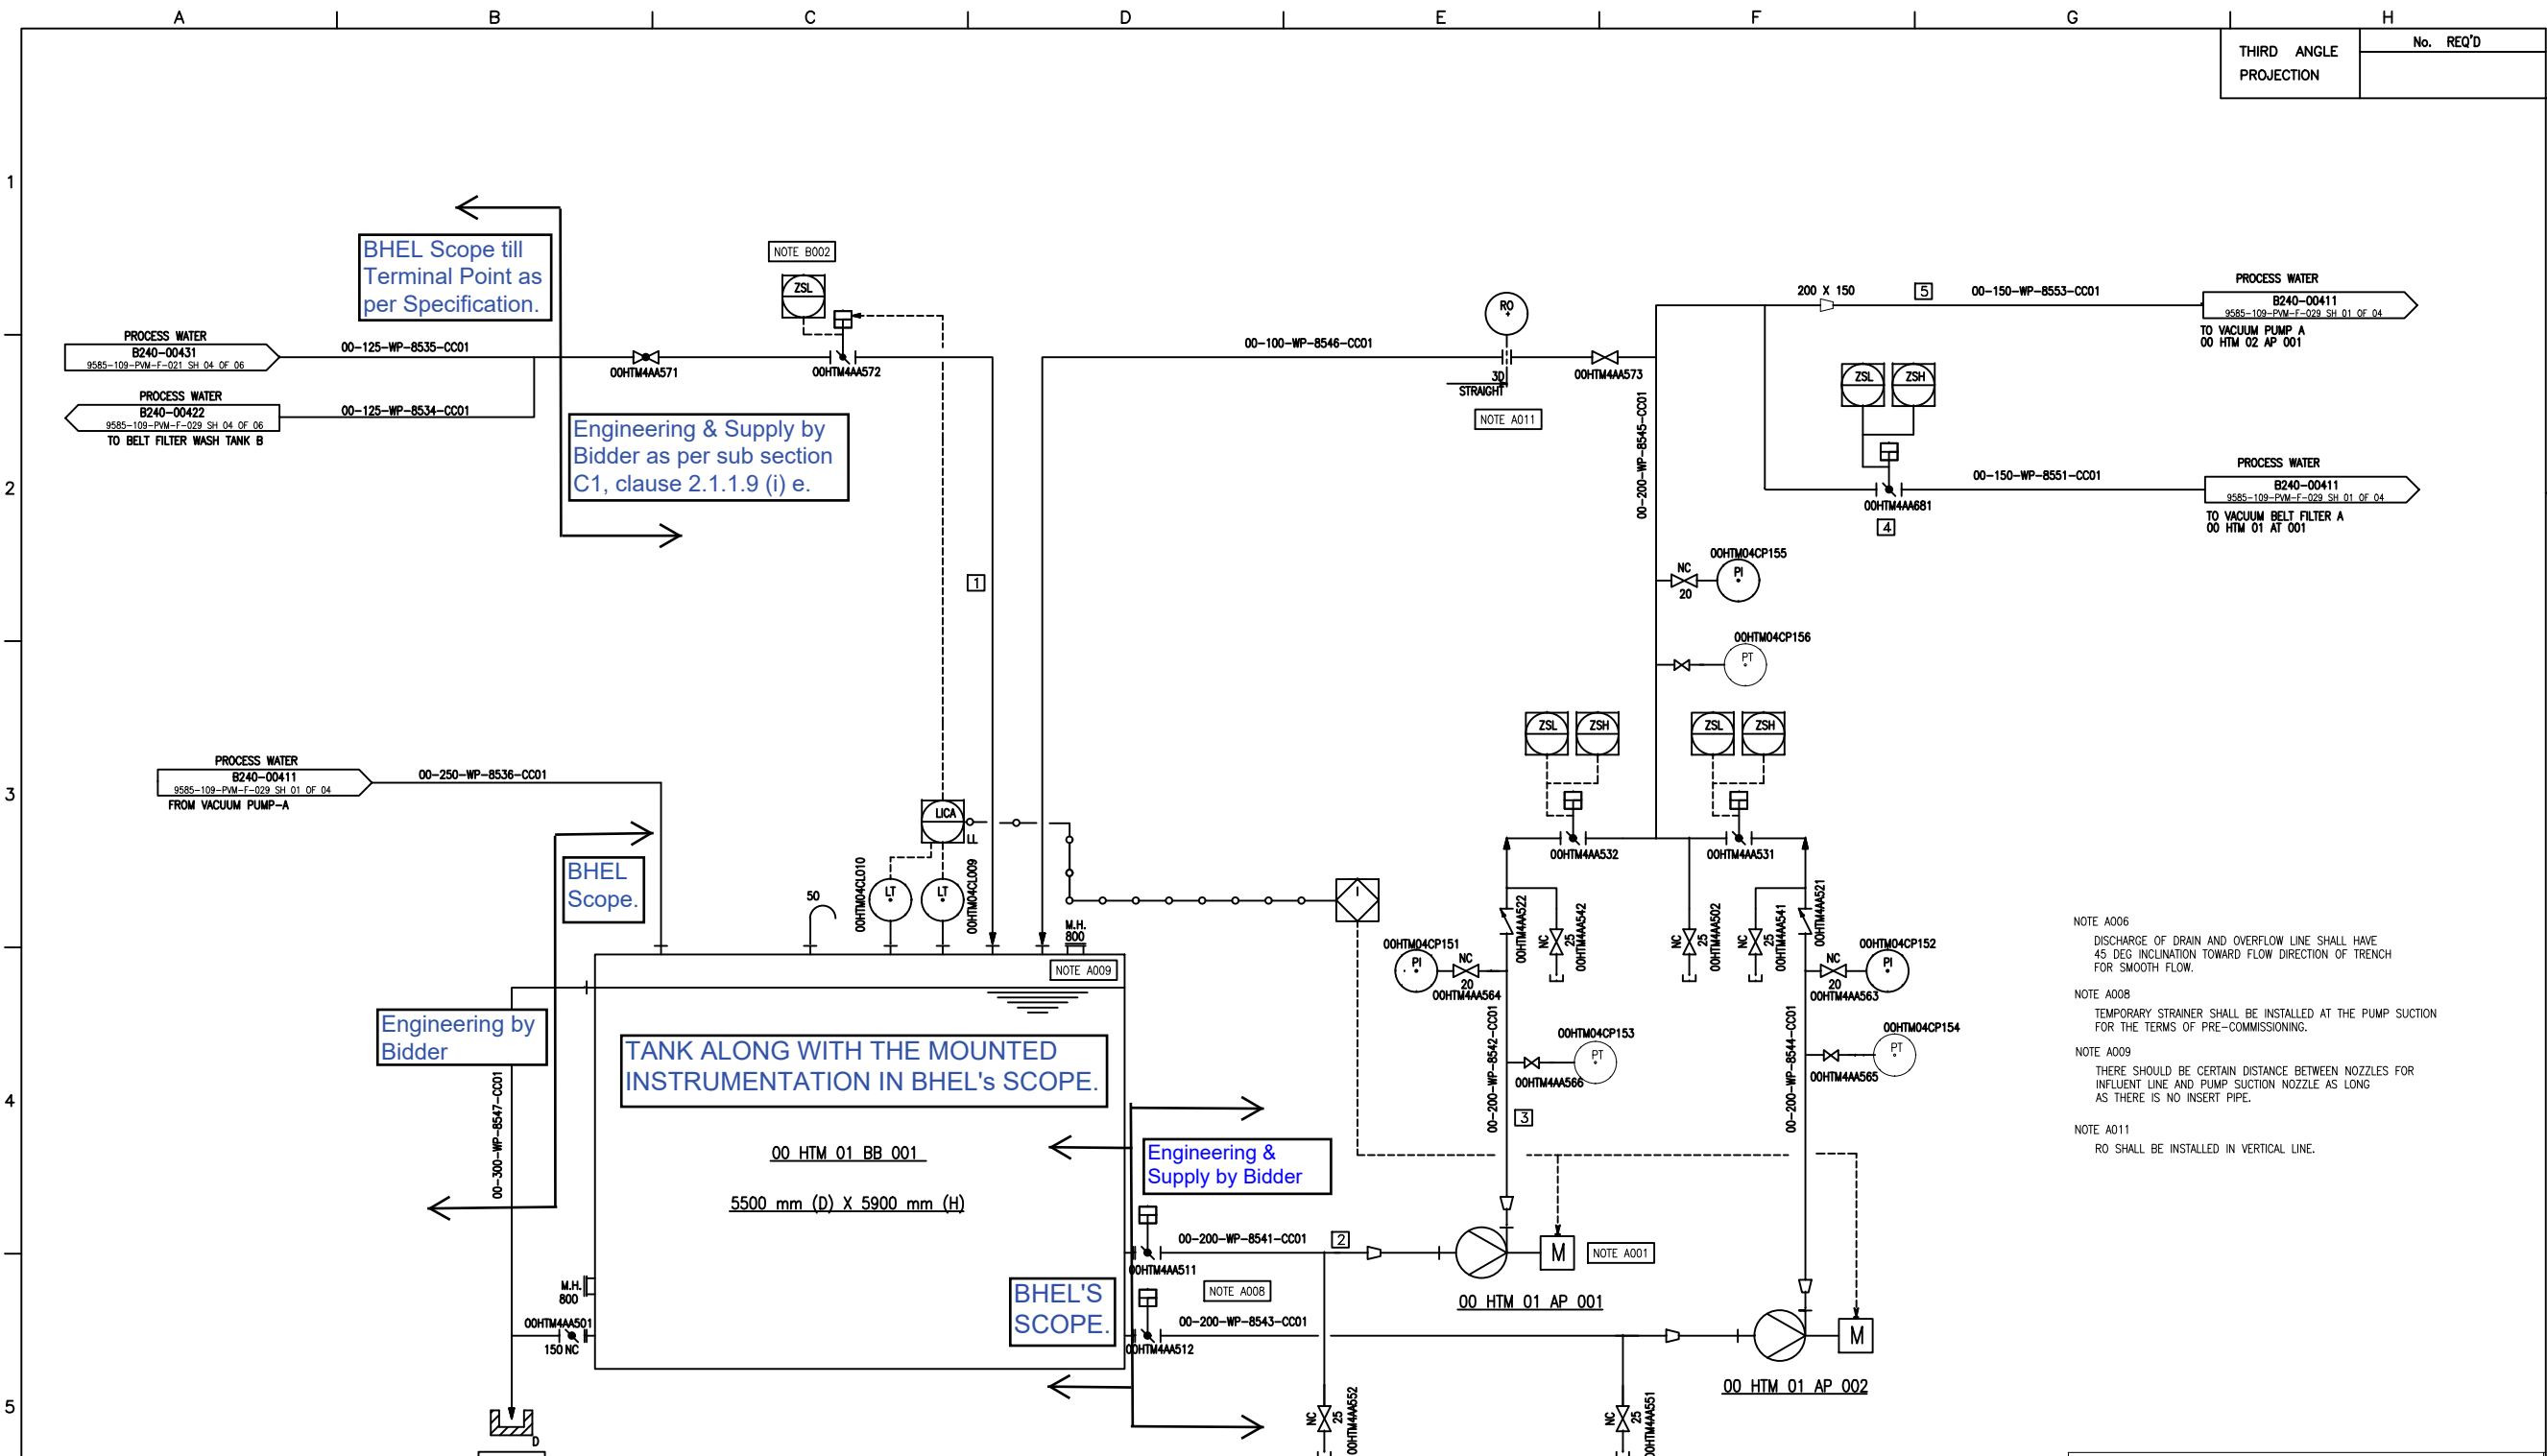 A B C D E F G H
THIRD ANGLE
PROJECTION
No. REQ'D
1
2
3
4
5
BHEL Scope till
Terminal Point as
per Specification.
NOTE B002
ZSL
PROCESS WATER
B240-00431
9585-109-PVM-F-021 SH 04 OF 06
00-125-WP-8535-CC01
00HTM4AA571
00HTM4AA572
PROCESS WATER
B240-00422
9585-109-PVM-F-029 SH 04 OF 06
TO BELT FILTER WASH TANK B
00-125-WP-8534-CC01
Engineering & Supply by
Bidder as per sub section
C1, clause 2.1.1.9 (i) e.
1
00-100-WP-8546-CC01
RO
3D
STRAIGHT
NOTE A011
00HTM4AA573
00-200-WP-8545-CC01
200 X 150
5
00-150-WP-8553-CC01
PROCESS WATER
B240-00411
9585-109-PVM-F-029 SH 01 OF 04
TO VACUUM PUMP A
00 HTM 02 AP 001
ZSL
ZSH
00HTM4AA681
4
00-150-WP-8551-CC01
PROCESS WATER
B240-00411
9585-109-PVM-F-029 SH 01 OF 04
TO VACUUM BELT FILTER A
00 HTM 01 AT 001
00HTM04CP155
NC
20
PI
00HTM04CP156
PT
ZSL
ZSH
ZSL
ZSH
00HTM4AA532
00HTM4AA531
PROCESS WATER
B240-00411
9585-109-PVM-F-029 SH 01 OF 04
FROM VACUUM PUMP-A
00-250-WP-8536-CC01
BHEL
Scope.
LICA
LL
00HTM04CL010
LT
LT
00HTM04CL009
50
M.H.
800
NOTE A009
I
00HTM4AA522
NC
25
00HTM4AA542
NC
25
00HTM4AA502
NC
25
00HTM4AA541
00HTM4AA521
00HTM04CP151
PI
NC
20
00HTM4AA564
00HTM04CP152
PI
NC
20
00HTM4AA563
00-200-WP-8542-CC01
00HTM04CP153
PT
00HTM4AA566
3
00-200-WP-8544-CC01
00HTM04CP154
PT
00HTM4AA565
NOTE A006
DISCHARGE OF DRAIN AND OVERFLOW LINE SHALL HAVE
45 DEG INCLINATION TOWARD FLOW DIRECTION OF TRENCH
FOR SMOOTH FLOW.
NOTE A008
TEMPORARY STRAINER SHALL BE INSTALLED AT THE PUMP SUCTION
FOR THE TERMS OF PRE-COMMISSIONING.
NOTE A009
THERE SHOULD BE CERTAIN DISTANCE BETWEEN NOZZLES FOR
INFLUENT LINE AND PUMP SUCTION NOZZLE AS LONG
AS THERE IS NO INSERT PIPE.
NOTE A011
RO SHALL BE INSTALLED IN VERTICAL LINE.
Engineering by
Bidder
00-300-WP-8547-CC01
TANK ALONG WITH THE MOUNTED
INSTRUMENTATION IN BHEL's SCOPE.
00 HTM 01 BB 001
5500 mm (D) X 5900 mm (H)
Engineering &
Supply by Bidder
BHEL'S
SCOPE.
M.H.
800
00HTM4AA501
150 NC
D
00-200-WP-8541-CC01
2
00HTM4AA511
NOTE A008
00-200-WP-8543-CC01
00HTM4AA512
M
NOTE A001
00 HTM 01 AP 001
M
00 HTM 01 AP 002
NC
25
00HTM4AA552
NC
25
00HTM4AA551